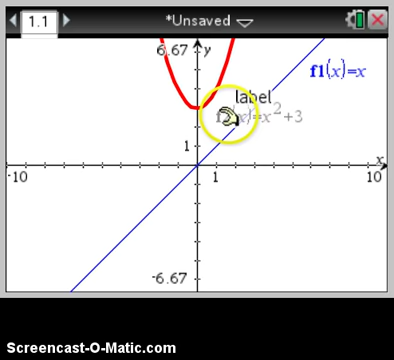 1.1
*Unsaved
6.67
y
f1(x)=x
label
f2(x)=x²+3
1
x
-10
1
10
-6.67
Screencast-O-Matic.com